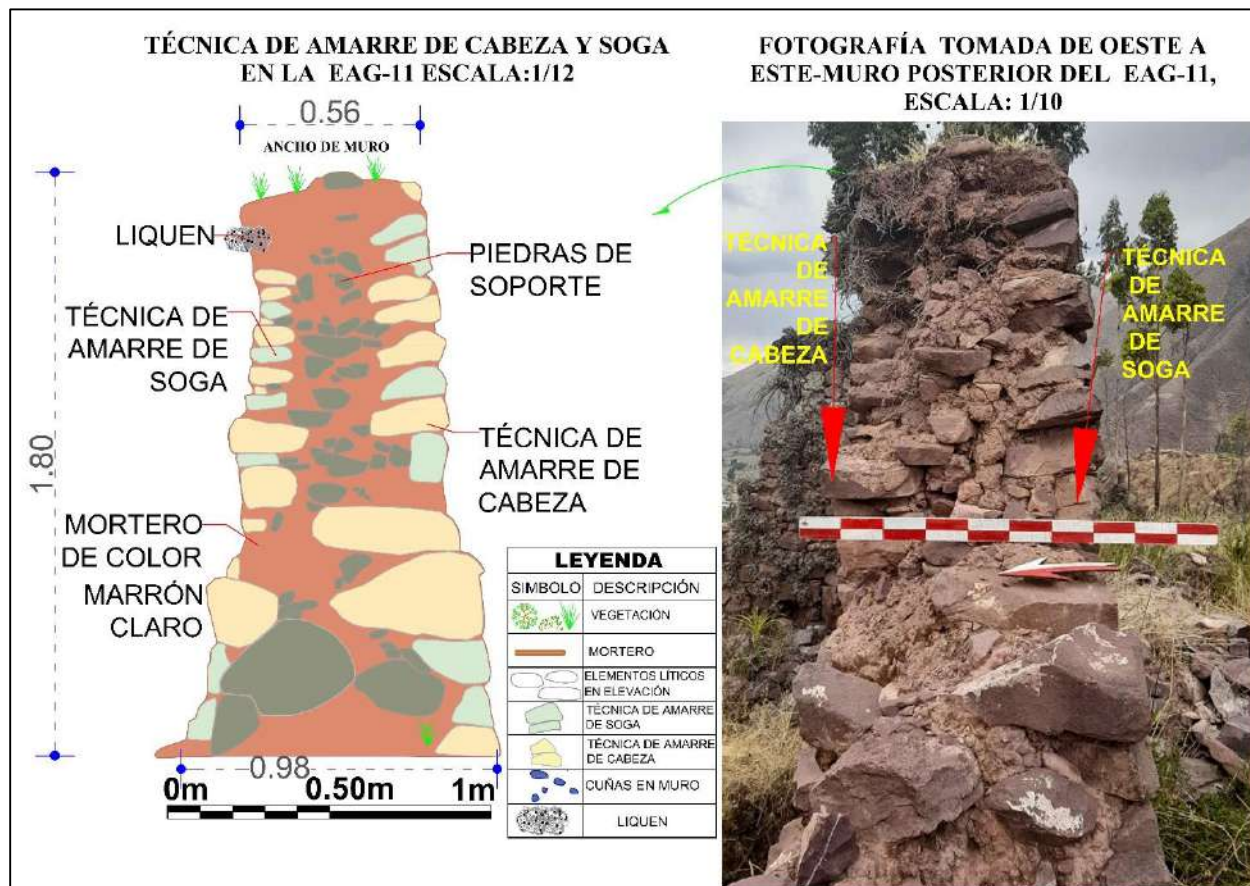 TÉCNICA DE AMARRE DE CABEZA Y SOGA
EN LA EAG-11 ESCALA:1/12
0.56
ANCHO DE MURO
1.80
LIQUEN
PIEDRAS DE
SOPORTE
TÉCNICA DE
AMARRE DE
SOGA
TÉCNICA DE
AMARRE DE
CABEZA
MORTERO
DE COLOR
MARRÓN
CLARO
0.98
0m 0.50m 1m
LEYENDA
SIMBOLO DESCRIPCIÓN
VEGETACIÓN
MORTERO
ELEMENTOS LÍTICOS
EN ELEVACIÓN
TÉCNICA DE AMARRE
DE SOGA
TÉCNICA DE AMARRE
DE CABEZA
CUÑAS EN MURO
LIQUEN
FOTOGRAFÍA TOMADA DE OESTE A
ESTE-MURO POSTERIOR DEL EAG-11,
ESCALA: 1/10
TÉCNICA
DE
AMARRE
DE
CABEZA
TÉCNICA
DE
AMARRE
DE
SOGA